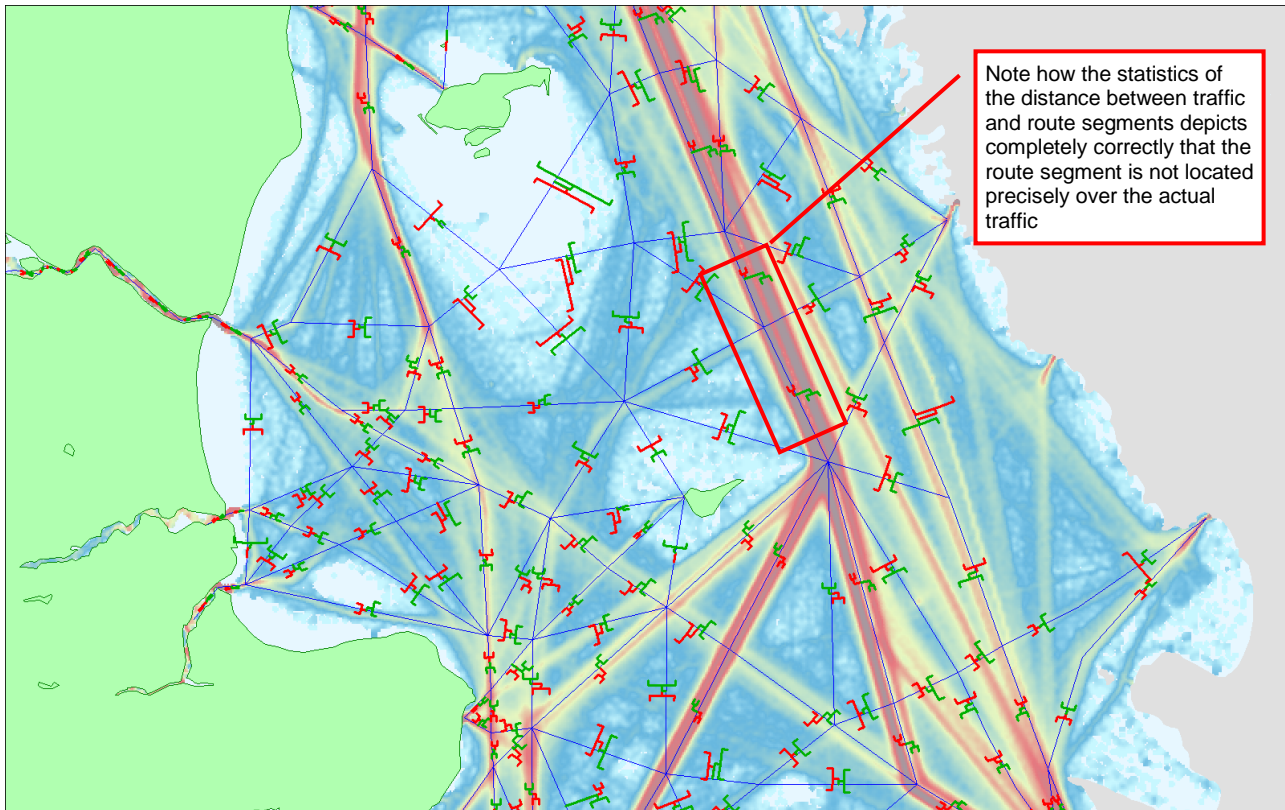 Note how the statistics of
the distance between traffic
and route segments depicts
completely correctly that the
route segment is not located
precisely over the actual
traffic